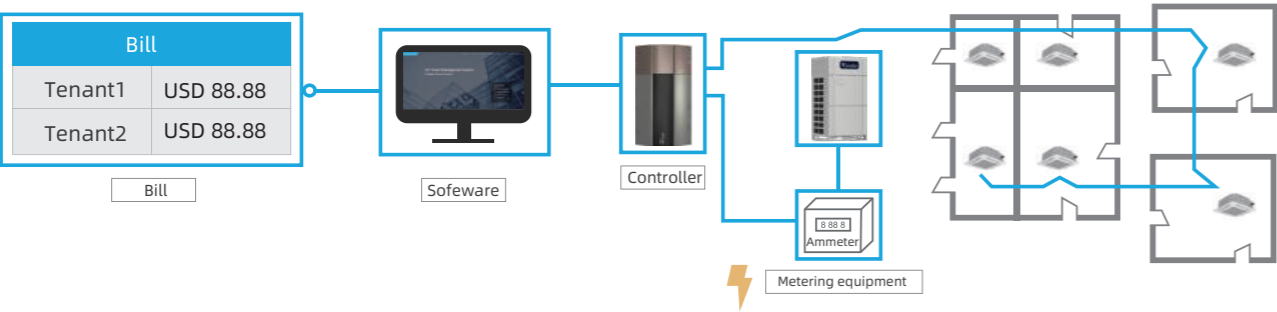 Bill
Tenant1 USD 88.88
Tenant2 USD 88.88
Bill
Sofeware
Controller
8 88 8
Ammeter
Metering equipment